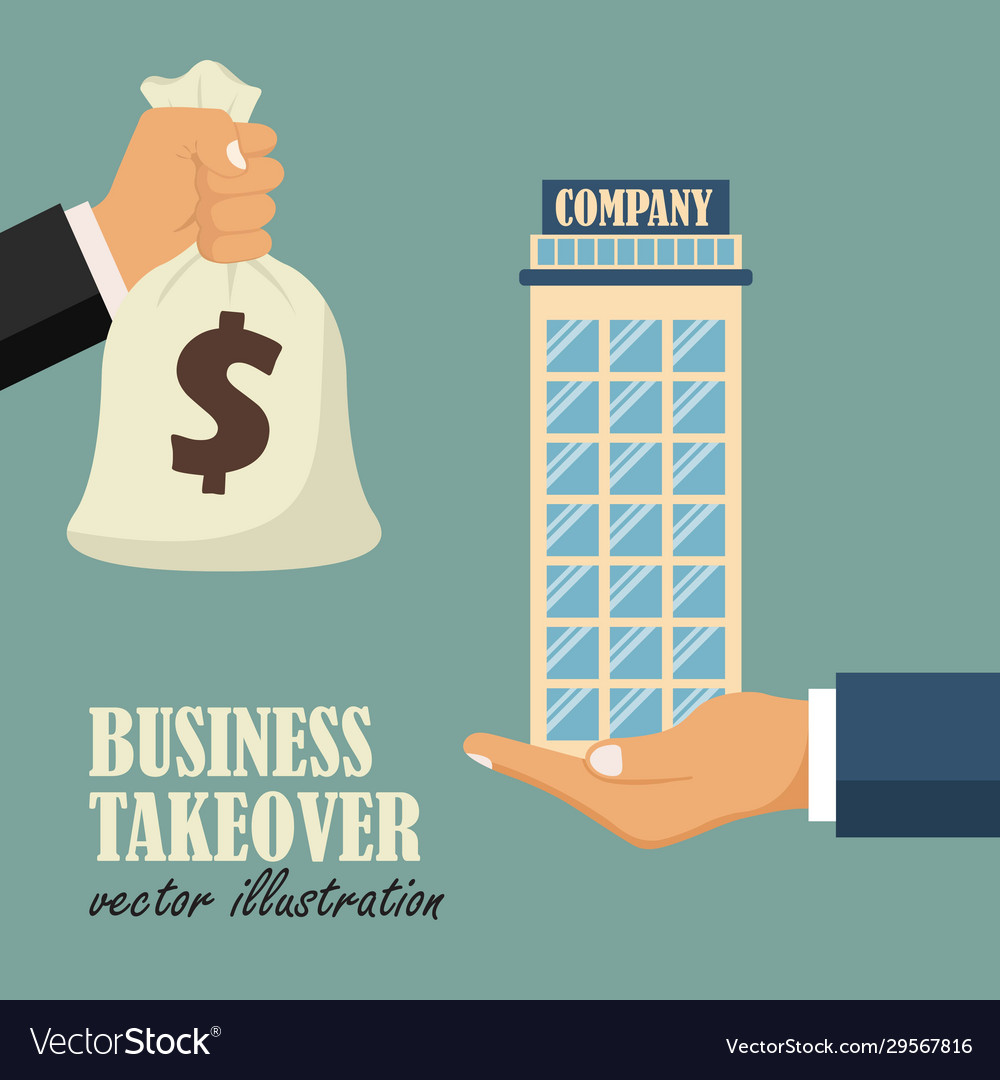 COMPANY
$
BUSINESS
TAKEOVER
vector illustration
VectorStock®
VectorStock.com/29567816